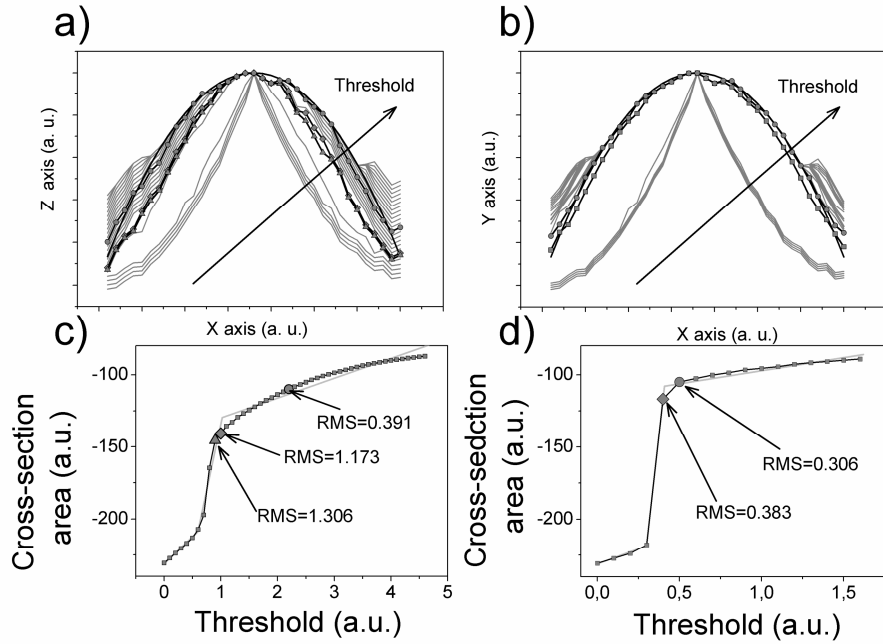 a)
Threshold
Z axis (a. u.)
X axis (a. u.)
b)
Threshold
Y axis (a.u.)
X axis (a. u.)
c)
-100
-150
-200
RMS=0.391
RMS=1.173
RMS=1.306
0 1 2 3 4 5
Cross-section
area (a.u.)
Threshold (a.u.)
d)
-100
-150
-200
RMS=0.306
RMS=0.383
0,0 0,5 1,0 1,5
Cross-sedction
area (a.u.)
Threshold (a.u.)